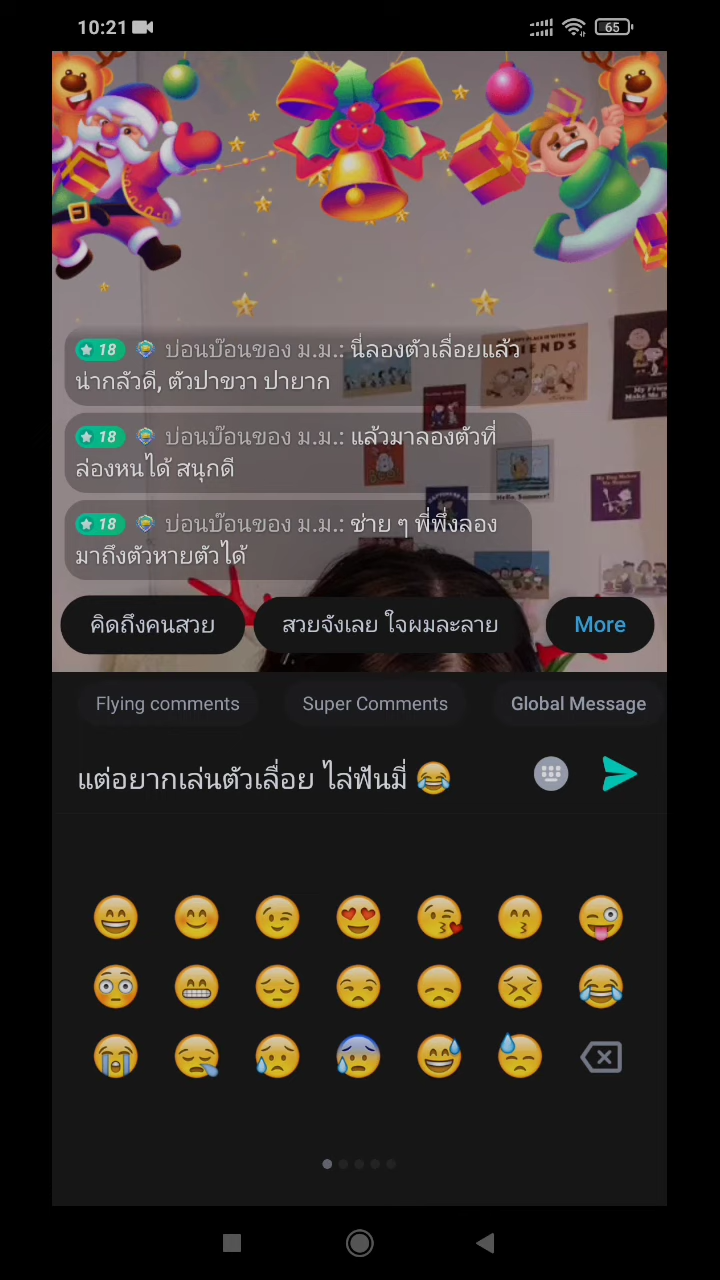 10:21
65
18 บ่อนบ๊อนของ ม.ม.: นี่ลองตัวเลื่อยแล้ว
น่ากลัวดี, ตัวปาขวา ปายาก
18 บ่อนบ๊อนของ ม.ม.: แล้วมาลองตัวที่
ล่องหนได้ สนุกดี
18 บ่อนบ๊อนของ ม.ม.: ช่าย ๆ พี่พึ่งลอง
มาถึงตัวหายตัวได้
IENDS
Hello, Summer!
คิดถึงคนสวย
สวยจังเลย ใจผมละลาย
More
Flying comments
Super Comments
Global Message
แต่อยากเล่นตัวเลื่อย ไล่ฟันมี่ 😂